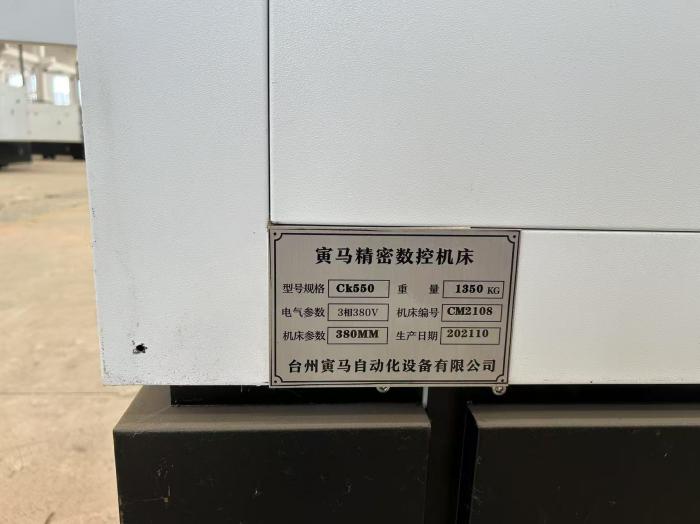 寅马精密数控机床
型号规格 Ck550 重量 1350 KG
电气参数 3相380V 机床编号 CM2108
机床参数 380MM 生产日期 202110
台州寅马自动化设备有限公司